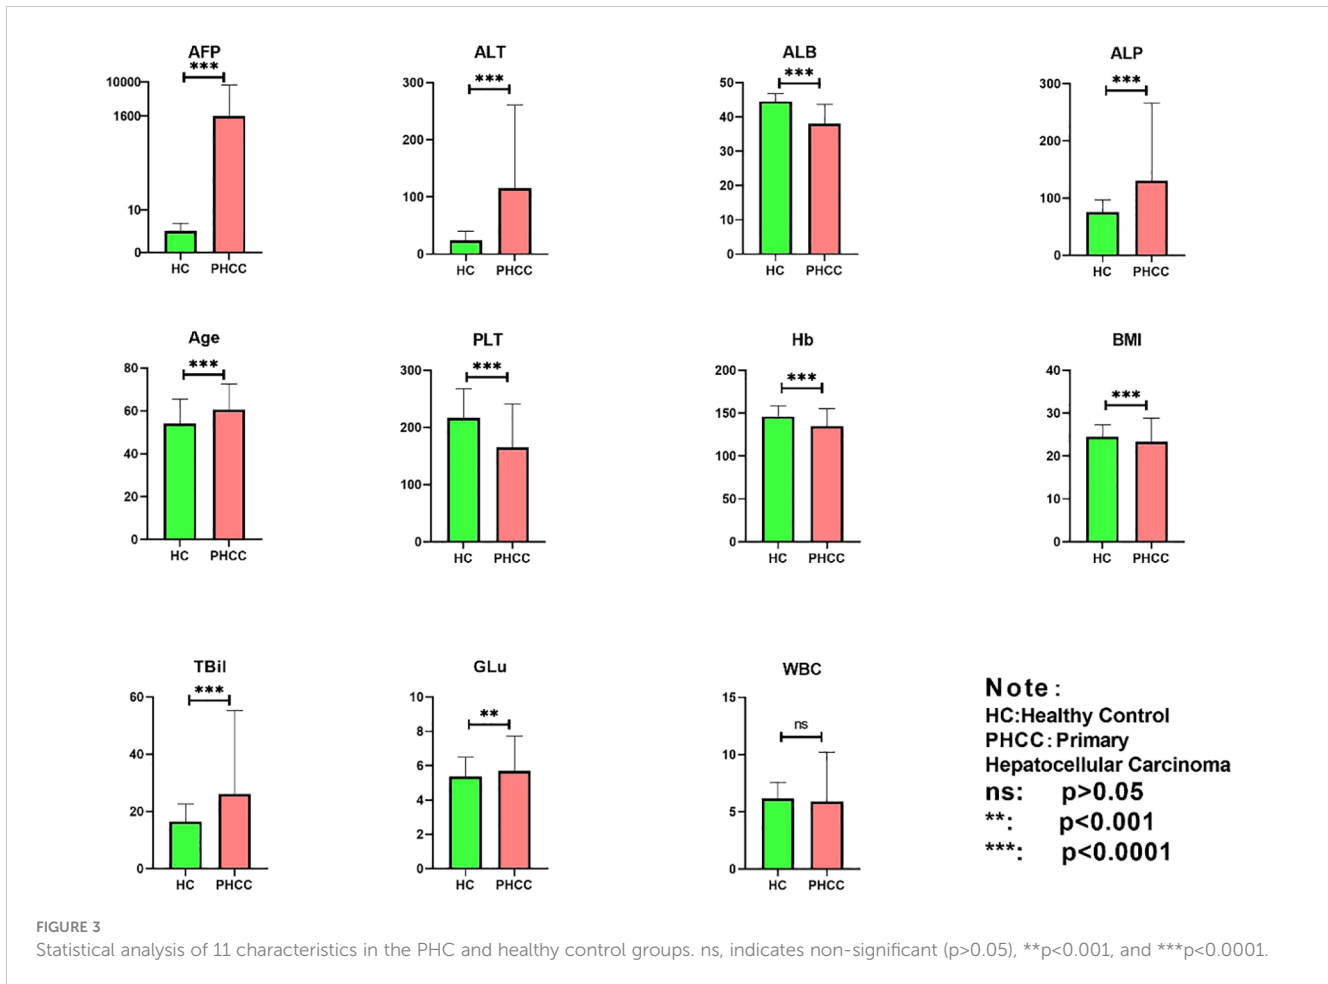 AFP
***
10000
1600
10
0
HC PHCC
ALT
***
300
200
100
0
HC PHCC
ALB
***
50
40
30
20
10
0
HC PHCC
ALP
***
300
200
100
0
HC PHCC
Age
***
80
60
40
20
0
HC PHCC
PLT
***
300
200
100
0
HC PHCC
Hb
***
200
150
100
50
0
HC PHCC
BMI
***
40
30
20
10
0
HC PHCC
TBil
***
60
40
20
0
HC PHCC
GLu
**
10
8
6
4
2
0
HC PHCC
WBC
ns
15
10
5
0
HC PHCC
Note :
HC:Healthy Control
PHCC: Primary
Hepatocellular Carcinoma
ns: p>0.05
**: p<0.001
***: p<0.0001
FIGURE 3
Statistical analysis of 11 characteristics in the PHC and healthy control groups. ns, indicates non-significant (p>0.05), **p<0.001, and ***p<0.0001.